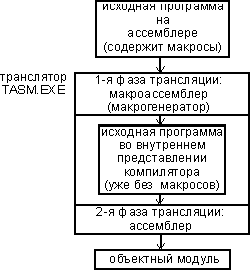 исходная программа
на
ассемблере
(содержит макросы)
транслятор
TASM.EXE
1-я фаза трансляции:
макроассемблер
(макрогенератор)
исходная программа
во внутреннем
представлении
компилятора
(уже без макросов)
2-я фаза трансляции:
ассемблер
объектный модуль